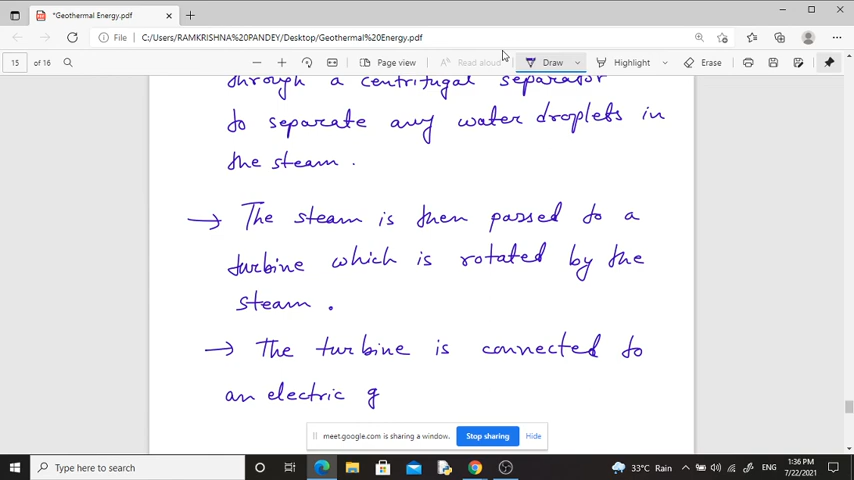 *Geothermal Energy.pdf
File
C:/Users/RAMKRISHNA%20PANDEY/Desktop/Geothermal%20Energy.pdf
15 of 16
Page view
Read aloud
Draw
Highlight
Erase
through a centrifugal separator
to separate any water droplets in
the steam.
→ The steam is then passed to a
turbine which is rotated by the
steam.
→ The turbine is connected to
an electric g
meet.google.com is sharing a window.
Stop sharing
Hide
Type here to search
33°C Rain
ENG
1:36 PM
7/22/2021